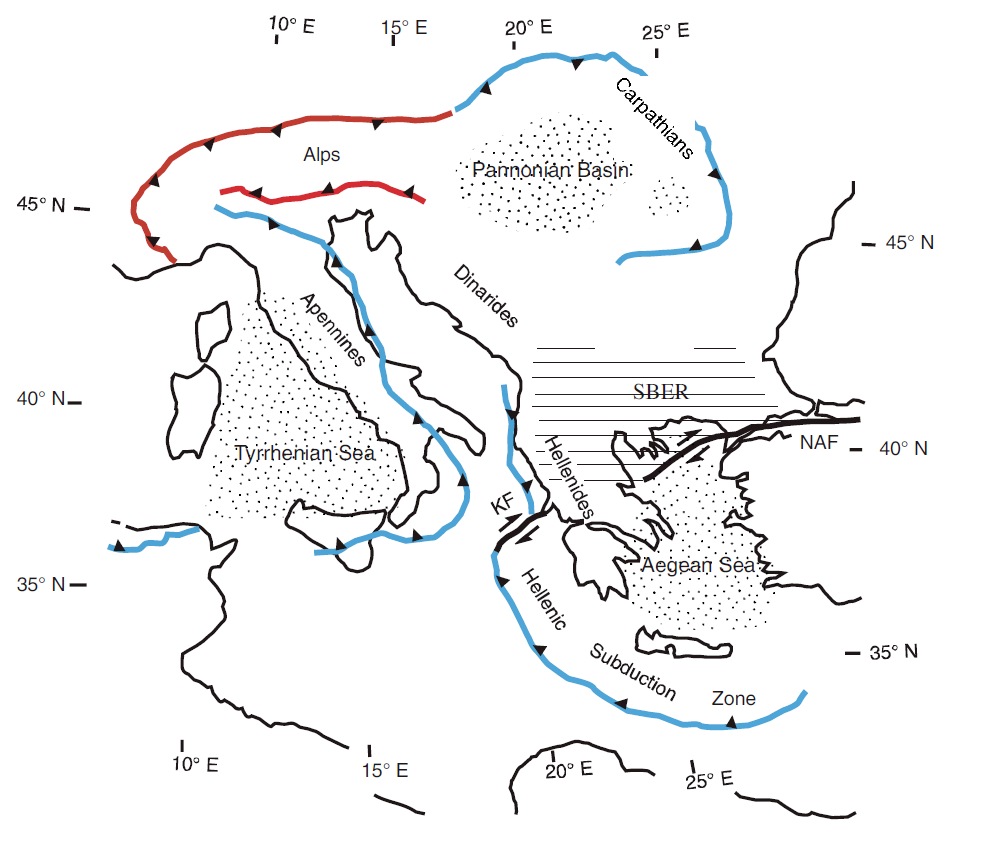 10° E
15° E
20° E
25° E
Carpathians
Alps
Pannonian Basin
45° N
45° N
Dinarides
Apennines
SBER
40° N
NAF
40° N
Tyrrhenian Sea
Hellenides
KF
Aegean Sea
35° N
Hellenic
Subduction
Zone
35° N
10° E
15° E
20° E
25° E